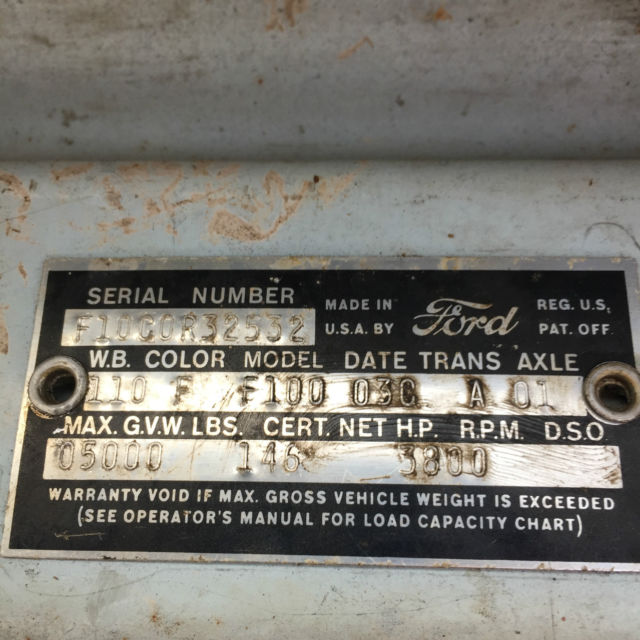 SERIAL NUMBER
MADE IN
U.S.A. BY
Ford
REG. U.S.
PAT. OFF.
F10C0R32532
W.B. COLOR MODEL DATE TRANS AXLE
110 F F100 03C A 01
MAX. G.V.W. LBS. CERT. NET H.P. R.P.M. D.S.O.
05000 146 3800
WARRANTY VOID IF MAX. GROSS VEHICLE WEIGHT IS EXCEEDED
(SEE OPERATOR'S MANUAL FOR LOAD CAPACITY CHART)